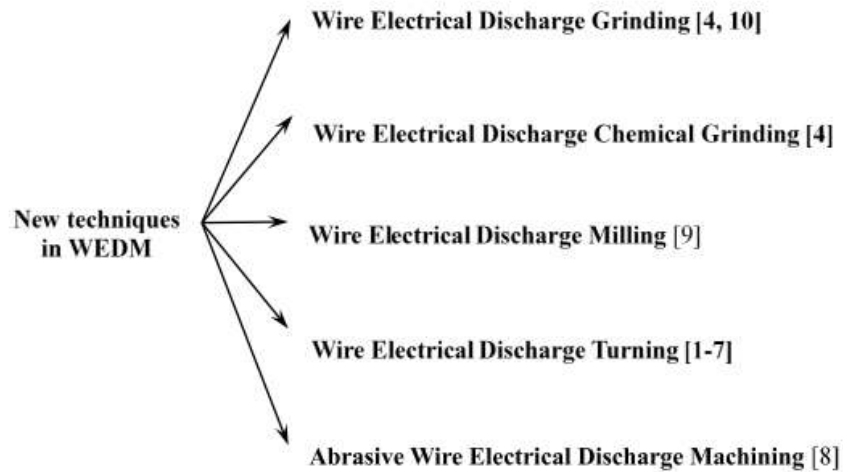 Wire Electrical Discharge Grinding [4, 10]
Wire Electrical Discharge Chemical Grinding [4]
New techniques
in WEDM
Wire Electrical Discharge Milling [9]
Wire Electrical Discharge Turning [1-7]
Abrasive Wire Electrical Discharge Machining [8]